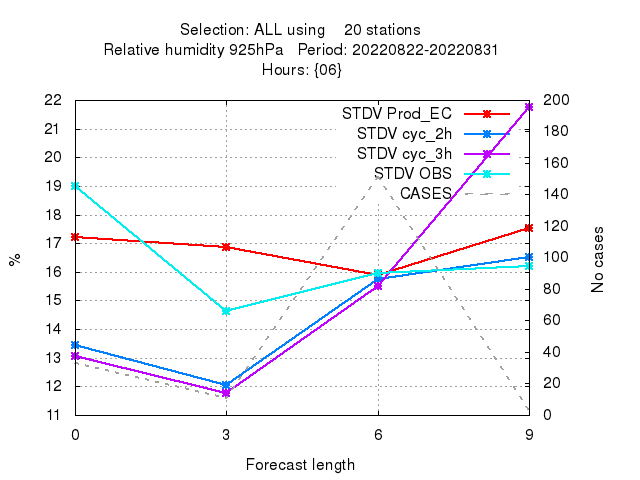 Selection: ALL using    20 stations
Relative humidity 925hPa   Period: 20220822-20220831
Hours: {06}
STDV Prod_EC
STDV cyc_2h
STDV cyc_3h
STDV OBS
CASES
22
21
20
19
18
17
16
15
14
13
12
11
%
200
180
160
140
120
100
80
60
40
20
0
No cases
0 3 6 9
Forecast length